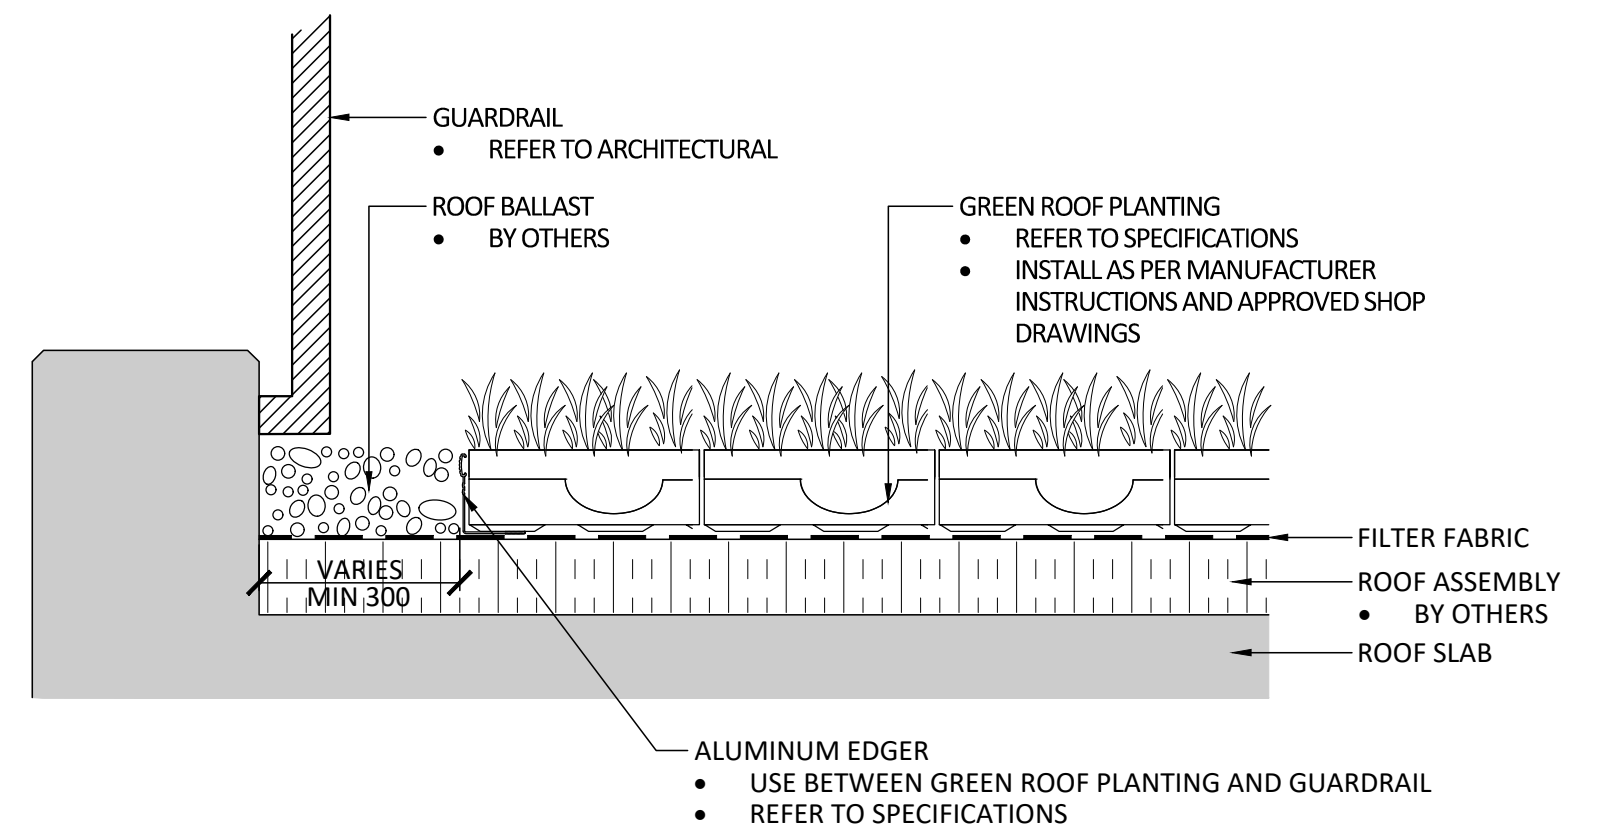 GUARDRAIL
• REFER TO ARCHITECTURAL
ROOF BALLAST
• BY OTHERS
GREEN ROOF PLANTING
• REFER TO SPECIFICATIONS
• INSTALL AS PER MANUFACTURER
INSTRUCTIONS AND APPROVED SHOP
DRAWINGS
FILTER FABRIC
VARIES
MIN 300
ROOF ASSEMBLY
• BY OTHERS
ROOF SLAB
ALUMINUM EDGER
• USE BETWEEN GREEN ROOF PLANTING AND GUARDRAIL
• REFER TO SPECIFICATIONS